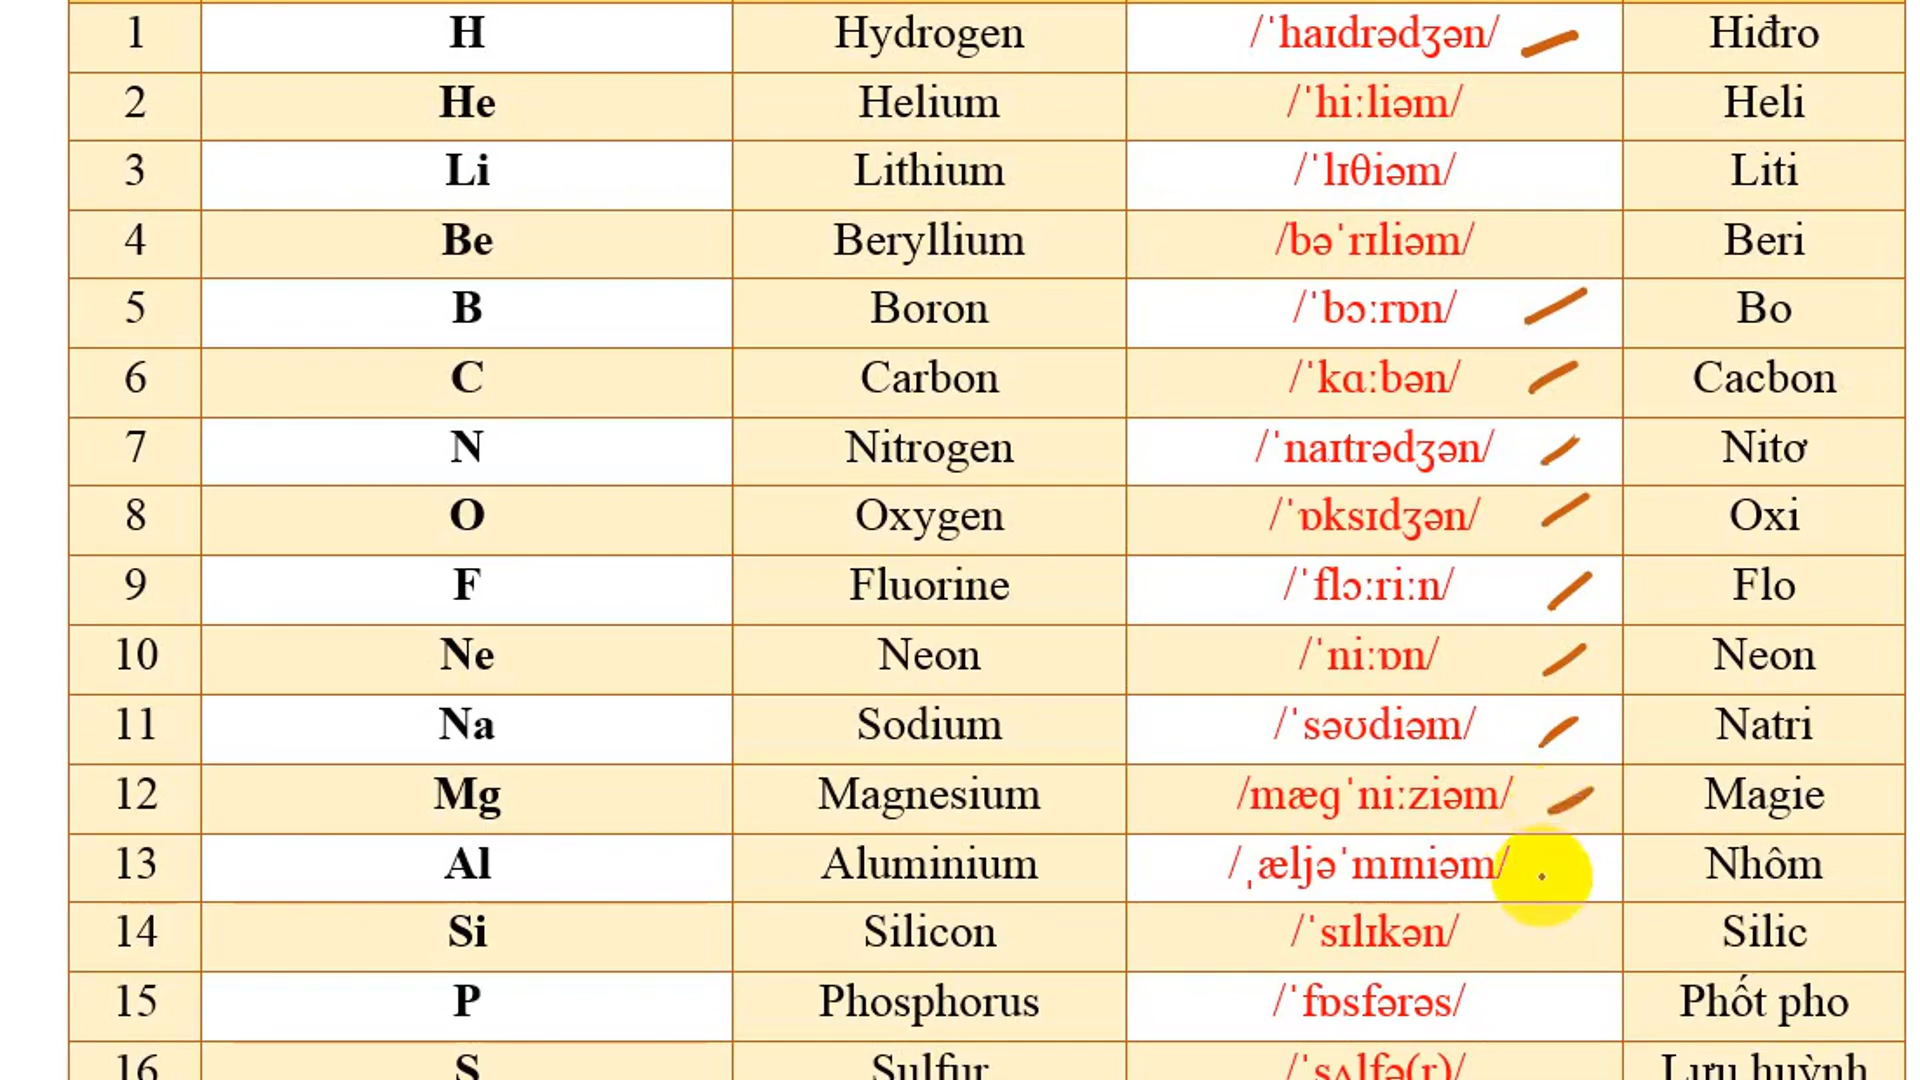 1 H Hydrogen /ˈhaɪdrədʒən/ Hiđro
2 He Helium /ˈhiːliəm/ Heli
3 Li Lithium /ˈlɪθiəm/ Liti
4 Be Beryllium /bəˈrɪliəm/ Beri
5 B Boron /ˈbɔːrɒn/ Bo
6 C Carbon /ˈkɑːbən/ Cacbon
7 N Nitrogen /ˈnaɪtrədʒən/ Nitơ
8 O Oxygen /ˈɒksɪdʒən/ Oxi
9 F Fluorine /ˈflɔːriːn/ Flo
10 Ne Neon /ˈniːɒn/ Neon
11 Na Sodium /ˈsəʊdiəm/ Natri
12 Mg Magnesium /mæɡˈniːziəm/ Magie
13 Al Aluminium /ˌæljəˈmɪniəm/ Nhôm
14 Si Silicon /ˈsɪlɪkən/ Silic
15 P Phosphorus /ˈfɒsfərəs/ Phốt pho
16 S Sulfur /ˈsʌlfə(r)/ Lưu huỳnh